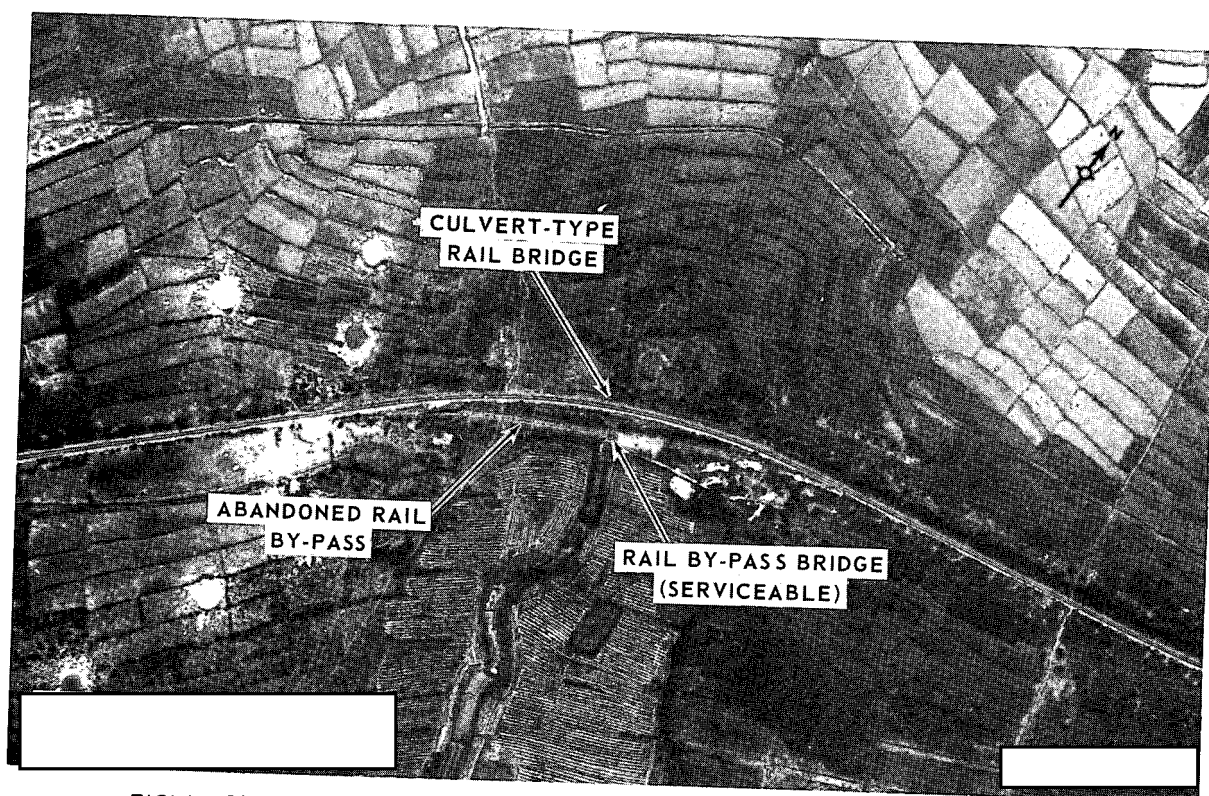 N
CULVERT-TYPE
RAIL BRIDGE
ABANDONED RAIL
BY-PASS
RAIL BY-PASS BRIDGE
(SERVICEABLE)